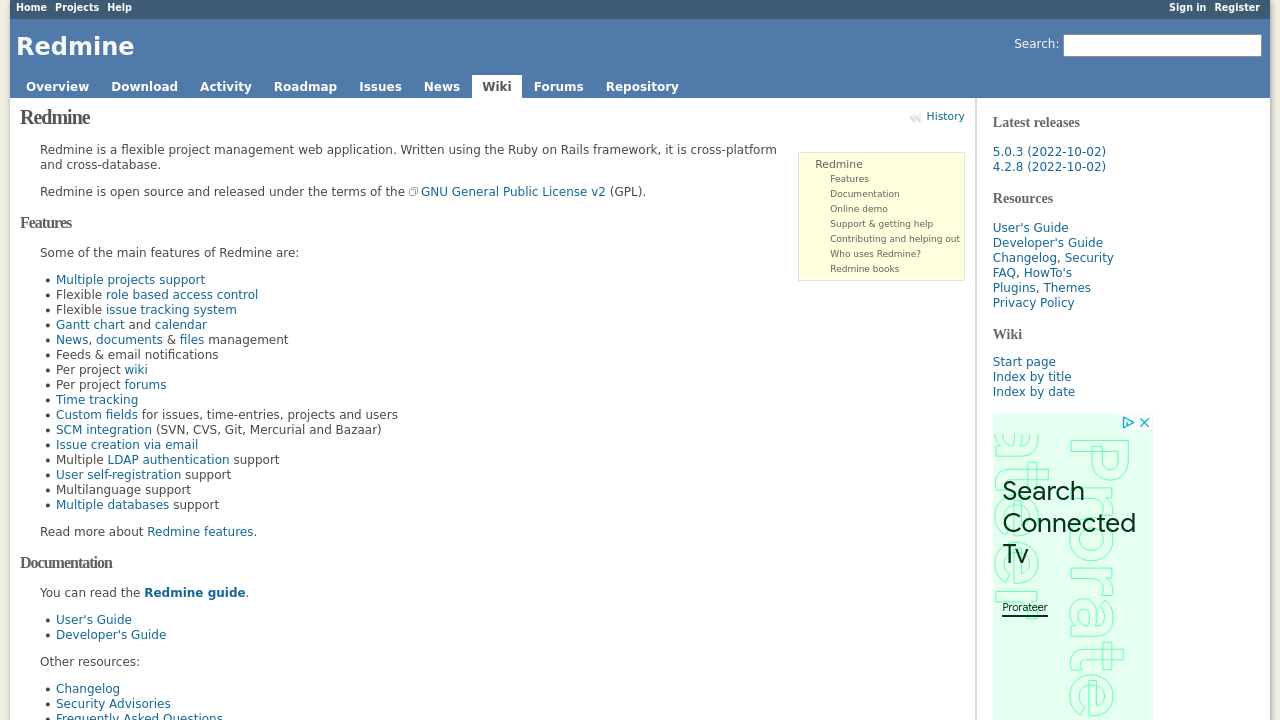 Home Projects Help
Sign in Register
Redmine
Search:
Overview Download Activity Roadmap Issues News Wiki Forums Repository
Redmine
History
Redmine is a flexible project management web application. Written using the Ruby on Rails framework, it is cross-platform
and cross-database.
Redmine is open source and released under the terms of the GNU General Public License v2 (GPL).
Redmine
Features
Documentation
Online demo
Support & getting help
Contributing and helping out
Who uses Redmine?
Redmine books
Features
Some of the main features of Redmine are:
Multiple projects support
Flexible role based access control
Flexible issue tracking system
Gantt chart and calendar
News, documents & files management
Feeds & email notifications
Per project wiki
Per project forums
Time tracking
Custom fields for issues, time-entries, projects and users
SCM integration (SVN, CVS, Git, Mercurial and Bazaar)
Issue creation via email
Multiple LDAP authentication support
User self-registration support
Multilanguage support
Multiple databases support
Read more about Redmine features.
Documentation
You can read the Redmine guide.
User's Guide
Developer's Guide
Other resources:
Changelog
Security Advisories
Frequently Asked Questions
Latest releases
5.0.3 (2022-10-02)
4.2.8 (2022-10-02)
Resources
User's Guide
Developer's Guide
Changelog, Security
FAQ, HowTo's
Plugins, Themes
Privacy Policy
Wiki
Start page
Index by title
Index by date
Search
Connected
Tv
Prorateer
ateer
Prorate